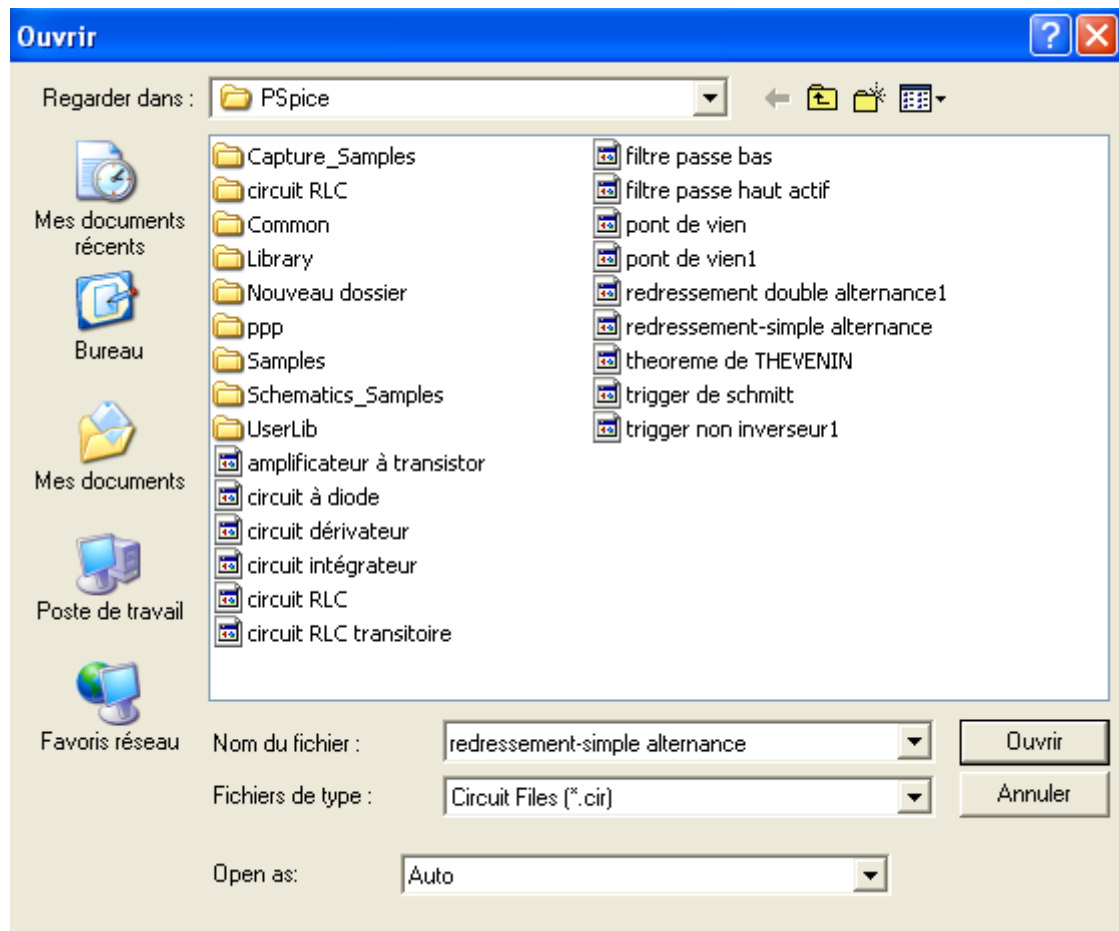 Ouvrir
Regarder dans :
PSpice
Mes documents
récents
Bureau
Mes documents
Poste de travail
Favoris réseau
Capture_Samples
circuit RLC
Common
Library
Nouveau dossier
ppp
Samples
Schematics_Samples
UserLib
amplificateur à transistor
circuit à diode
circuit dérivateur
circuit intégrateur
circuit RLC
circuit RLC transitoire
filtre passe bas
filtre passe haut actif
pont de vien
pont de vien1
redressement double alternance1
redressement-simple alternance
theoreme de THEVENIN
trigger de schmitt
trigger non inverseur1
Nom du fichier :
redressement-simple alternance
Ouvrir
Fichiers de type :
Circuit Files (*.cir)
Annuler
Open as:
Auto